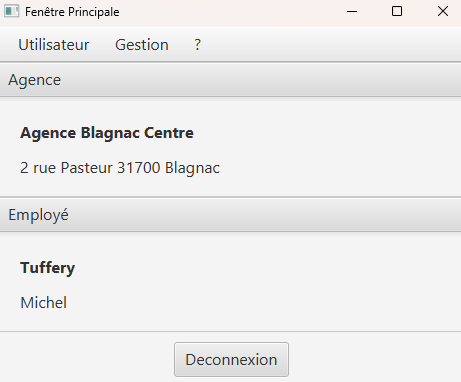 Fenêtre Principale
Utilisateur Gestion ?
Agence
Agence Blagnac Centre
2 rue Pasteur 31700 Blagnac
Employé
Tuffery
Michel
Deconnexion